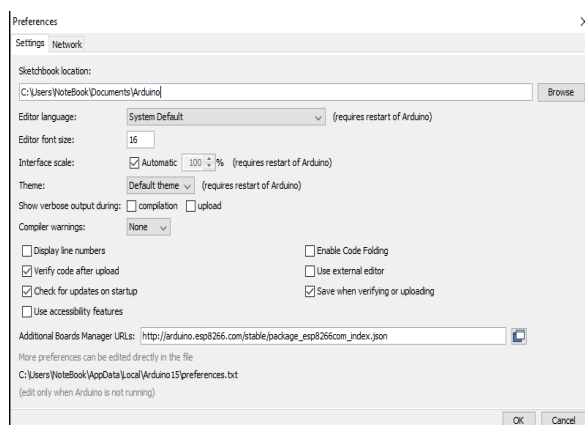 Preferences
Settings Network
Sketchbook location:
C:\Users\NoteBook\Documents\Arduino Browse
Editor language: System Default (requires restart of Arduino)
Editor font size: 16
Interface scale: Automatic 100 % (requires restart of Arduino)
Theme: Default theme (requires restart of Arduino)
Show verbose output during: compilation upload
Compiler warnings: None
Display line numbers Enable Code Folding
Verify code after upload Use external editor
Check for updates on startup Save when verifying or uploading
Use accessibility features
Additional Boards Manager URLs: http://arduino.esp8266.com/stable/package_esp8266com_index.json
More preferences can be edited directly in the file
C:\Users\NoteBook\AppData\Local\Arduino15\preferences.txt
(edit only when Arduino is not running)
OK Cancel